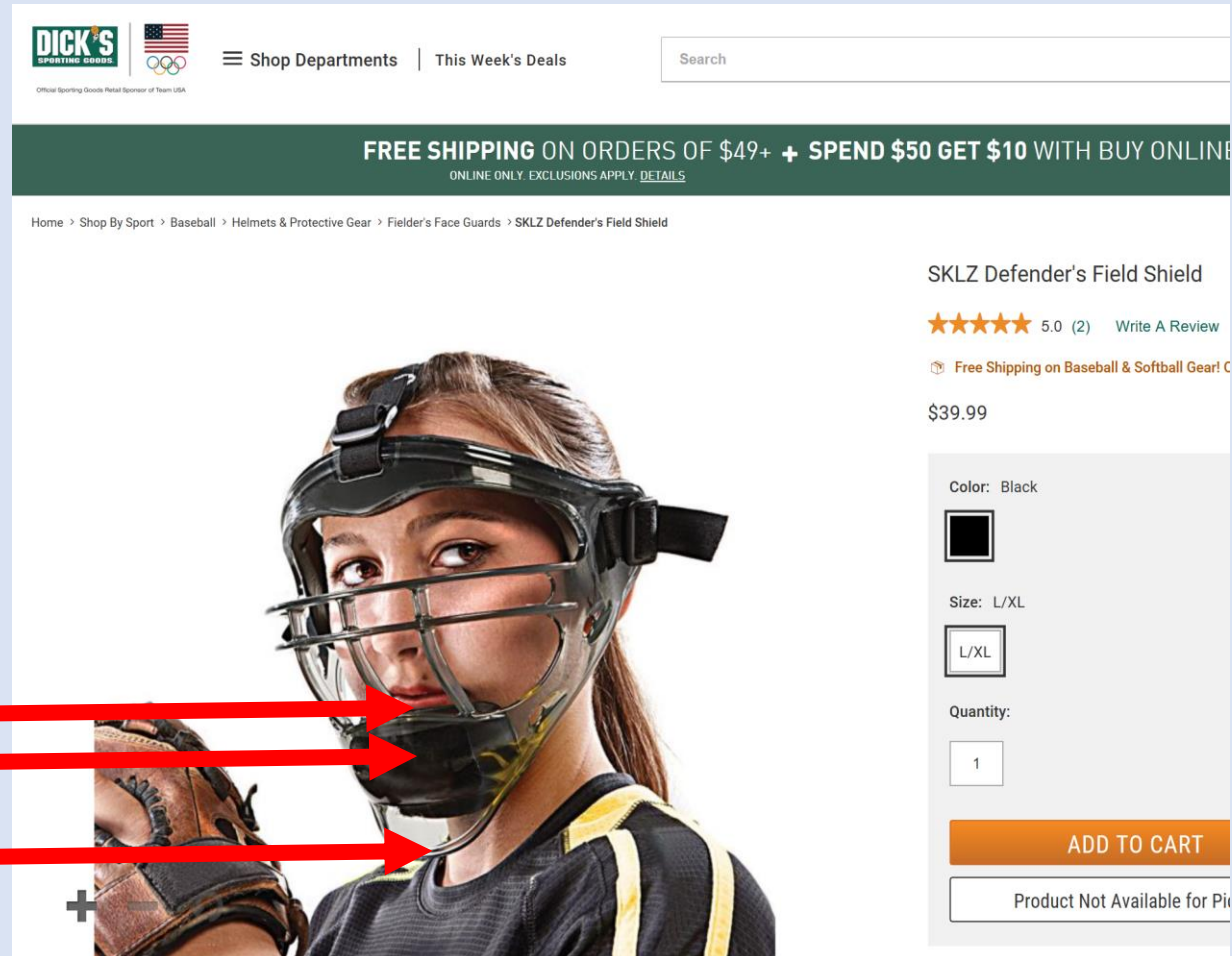 DICK'S
SPORTING GOODS
Official Sporting Goods Retail Sponsor of Team USA
Shop Departments | This Week's Deals
Search
FREE SHIPPING ON ORDERS OF $49+ + SPEND $50 GET $10 WITH BUY ONLINE
ONLINE ONLY. EXCLUSIONS APPLY. DETAILS
Home > Shop By Sport > Baseball > Helmets & Protective Gear > Fielder's Face Guards > SKLZ Defender's Field Shield
SKLZ Defender's Field Shield
5.0 (2) Write A Review
Free Shipping on Baseball & Softball Gear!
$39.99
Color: Black
Size: L/XL
L/XL
Quantity:
1
ADD TO CART
Product Not Available for